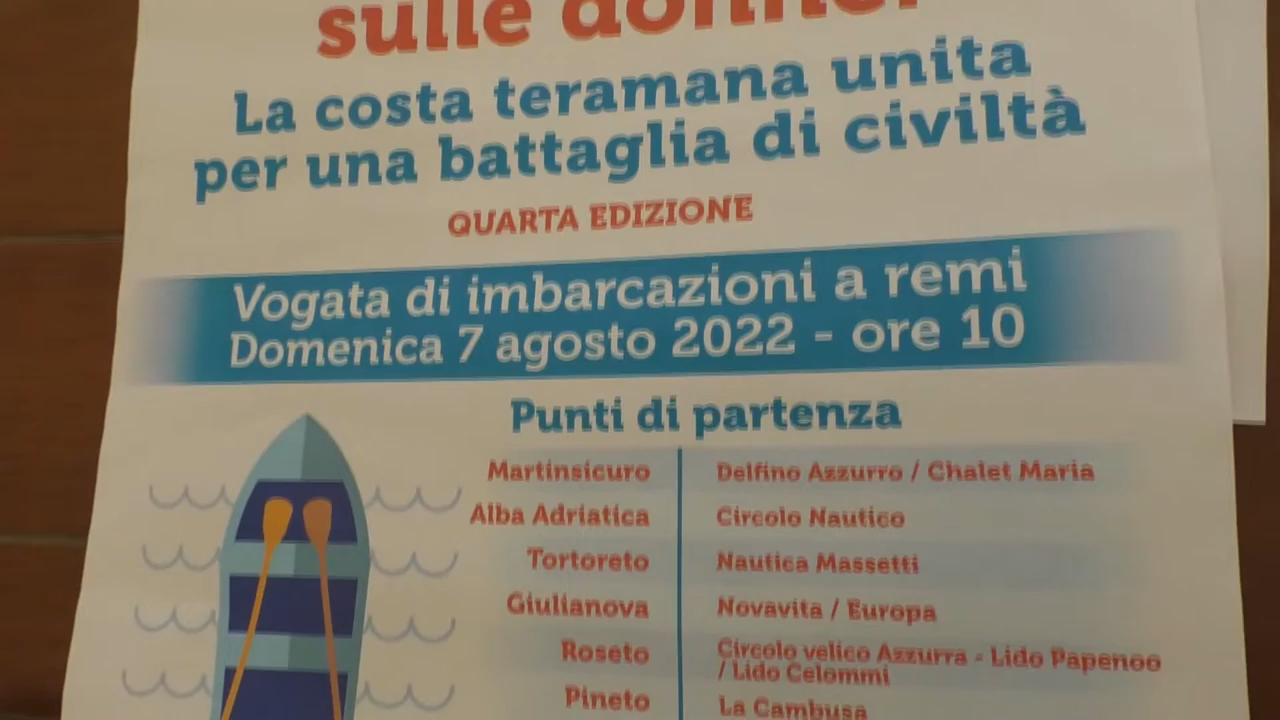 sulle donne!
La costa teramana unita
per una battaglia di civiltà
QUARTA EDIZIONE
Vogata di imbarcazioni a remi
Domenica 7 agosto 2022 - ore 10
Punti di partenza
Martinsicuro Delfino Azzurro / Chalet Maria
Alba Adriatica Circolo Nautico
Tortoreto Nautica Massetti
Giulianova Novavita / Europa
Roseto Circolo velico Azzurra - Lido Papenoo
/ Lido Celommi
Pineto La Cambusa